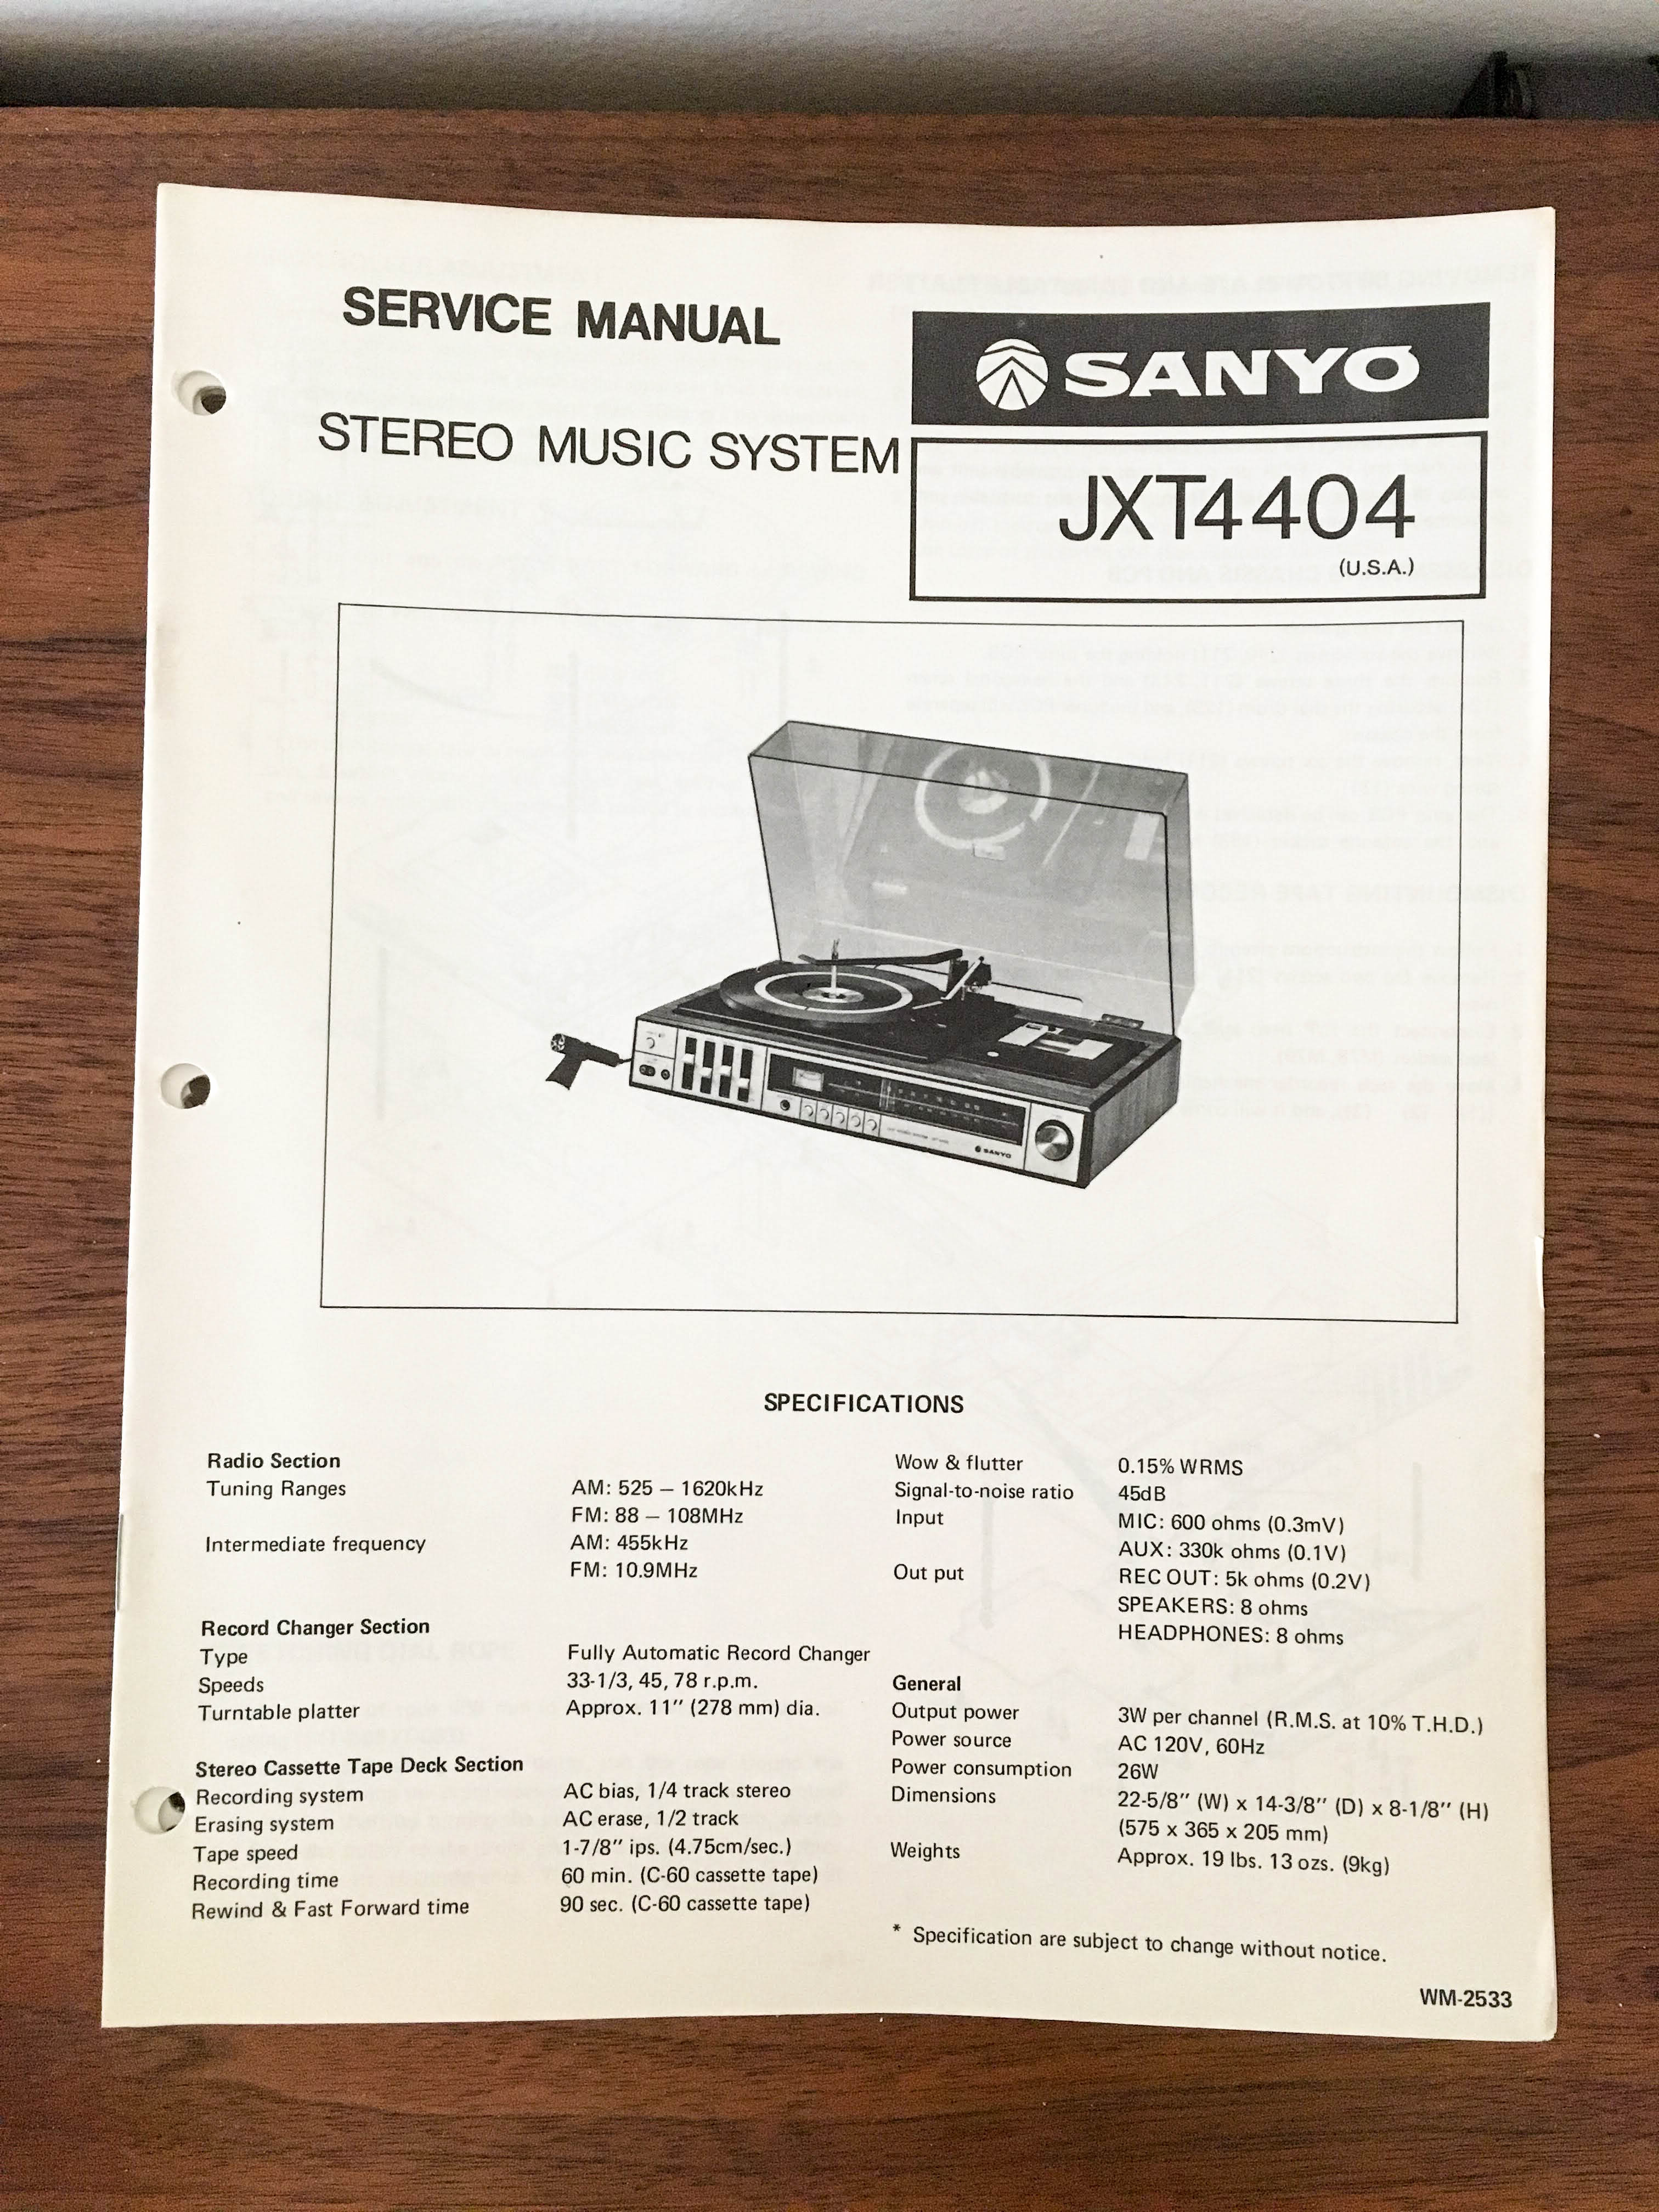 SERVICE MANUAL
SANYO
STEREO MUSIC SYSTEM
JXT4404
(U.S.A.)
SANYO
SPECIFICATIONS
Radio Section
Tuning Ranges AM: 525 – 1620kHz
FM: 88 – 108MHz
Intermediate frequency AM: 455kHz
FM: 10.9MHz
Record Changer Section
Type Fully Automatic Record Changer
Speeds 33-1/3, 45, 78 r.p.m.
Turntable platter Approx. 11" (278 mm) dia.
Stereo Cassette Tape Deck Section
Recording system AC bias, 1/4 track stereo
Erasing system AC erase, 1/2 track
Tape speed 1-7/8" ips. (4.75cm/sec.)
Recording time 60 min. (C-60 cassette tape)
Rewind & Fast Forward time 90 sec. (C-60 cassette tape)
Wow & flutter 0.15% WRMS
Signal-to-noise ratio 45dB
Input MIC: 600 ohms (0.3mV)
AUX: 330k ohms (0.1V)
Out put REC OUT: 5k ohms (0.2V)
SPEAKERS: 8 ohms
HEADPHONES: 8 ohms
General
Output power 3W per channel (R.M.S. at 10% T.H.D.)
Power source AC 120V, 60Hz
Power consumption 26W
Dimensions 22-5/8" (W) x 14-3/8" (D) x 8-1/8" (H)
(575 x 365 x 205 mm)
Weights Approx. 19 lbs. 13 ozs. (9kg)
* Specification are subject to change without notice.
WM-2533